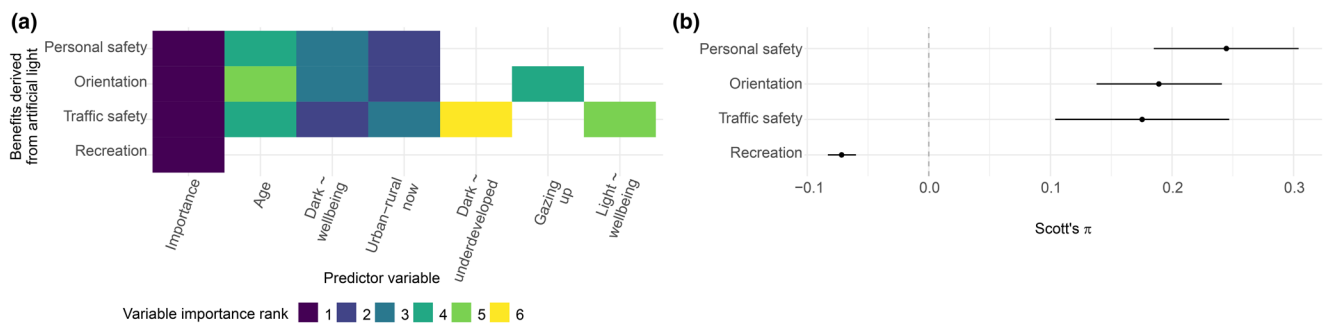 (a)
Benefits derived
from artificial light
Personal safety
Orientation
Traffic safety
Recreation
Importance
Age
Dark ~
wellbeing
Urban−rural
now
Dark ~
underdeveloped
Gazing
up
Light ~
wellbeing
Predictor variable
Variable importance rank 1 2 3 4 5 6
(b)
Personal safety
Orientation
Traffic safety
Recreation
−0.1 0.0 0.1 0.2 0.3
Scott's π